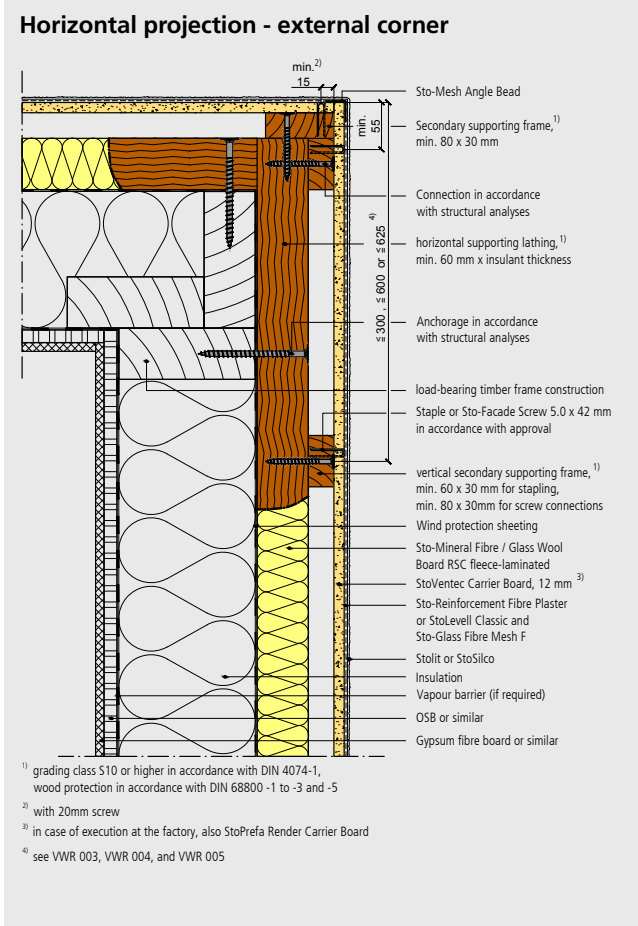 Horizontal projection - external corner
min.2)
15
min.
55
≤ 300 , ≤ 600 or ≤ 625 4)
Sto-Mesh Angle Bead
Secondary supporting frame,1)
min. 80 x 30 mm
Connection in accordance
with structural analyses
horizontal supporting lathing,1)
min. 60 mm x insulant thickness
Anchorage in accordance
with structural analyses
load-bearing timber frame construction
Staple or Sto-Facade Screw 5.0 x 42 mm
in accordance with approval
vertical secondary supporting frame,1)
min. 60 x 30 mm for stapling,
min. 80 x 30mm for screw connections
Wind protection sheeting
Sto-Mineral Fibre / Glass Wool
Board RSC fleece-laminated
StoVentec Carrier Board, 12 mm 3)
Sto-Reinforcement Fibre Plaster
or StoLevell Classic and
Sto-Glass Fibre Mesh F
Stolit or StoSilco
Insulation
Vapour barrier (if required)
OSB or similar
Gypsum fibre board or similar
1) grading class S10 or higher in accordance with DIN 4074-1,
wood protection in accordance with DIN 68800 -1 to -3 and -5
2) with 20mm screw
3) in case of execution at the factory, also StoPrefa Render Carrier Board
4) see VWR 003, VWR 004, and VWR 005